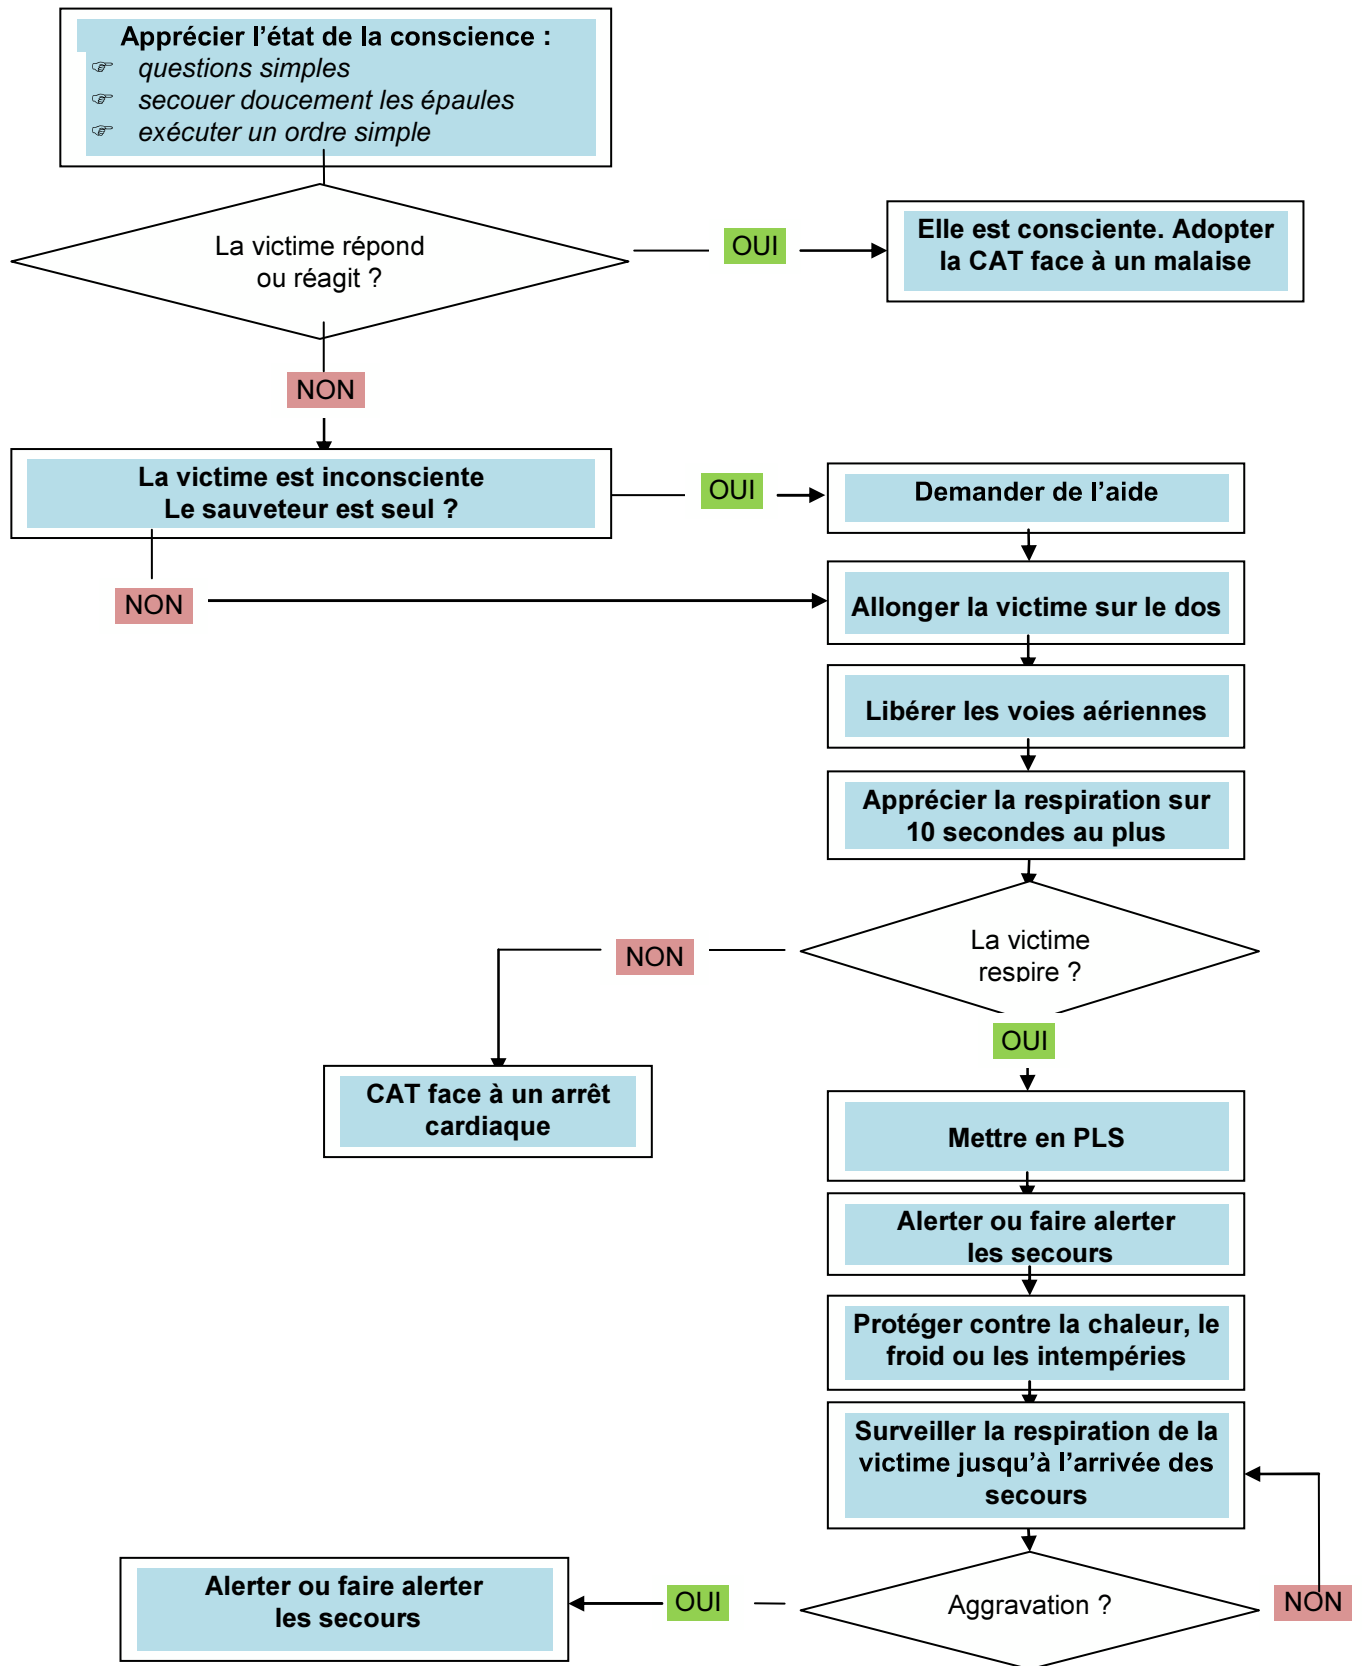 Apprécier l’état de la conscience :
☞ questions simples
☞ secouer doucement les épaules
☞ exécuter un ordre simple
La victime répond
ou réagit ?
OUI
Elle est consciente. Adopter
la CAT face à un malaise
NON
La victime est inconsciente
Le sauveteur est seul ?
OUI
Demander de l’aide
NON
Allonger la victime sur le dos
Libérer les voies aériennes
Apprécier la respiration sur
10 secondes au plus
La victime
respire ?
NON
OUI
CAT face à un arrêt
cardiaque
Mettre en PLS
Alerter ou faire alerter
les secours
Protéger contre la chaleur, le
froid ou les intempéries
Surveiller la respiration de la
victime jusqu’à l’arrivée des
secours
Aggravation ?
NON
OUI
Alerter ou faire alerter
les secours